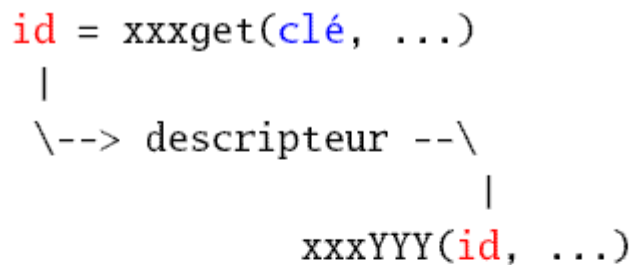 id = xxxget(clé, ...)
|
\--> descripteur --\
|
xxxYYY(id, ...)